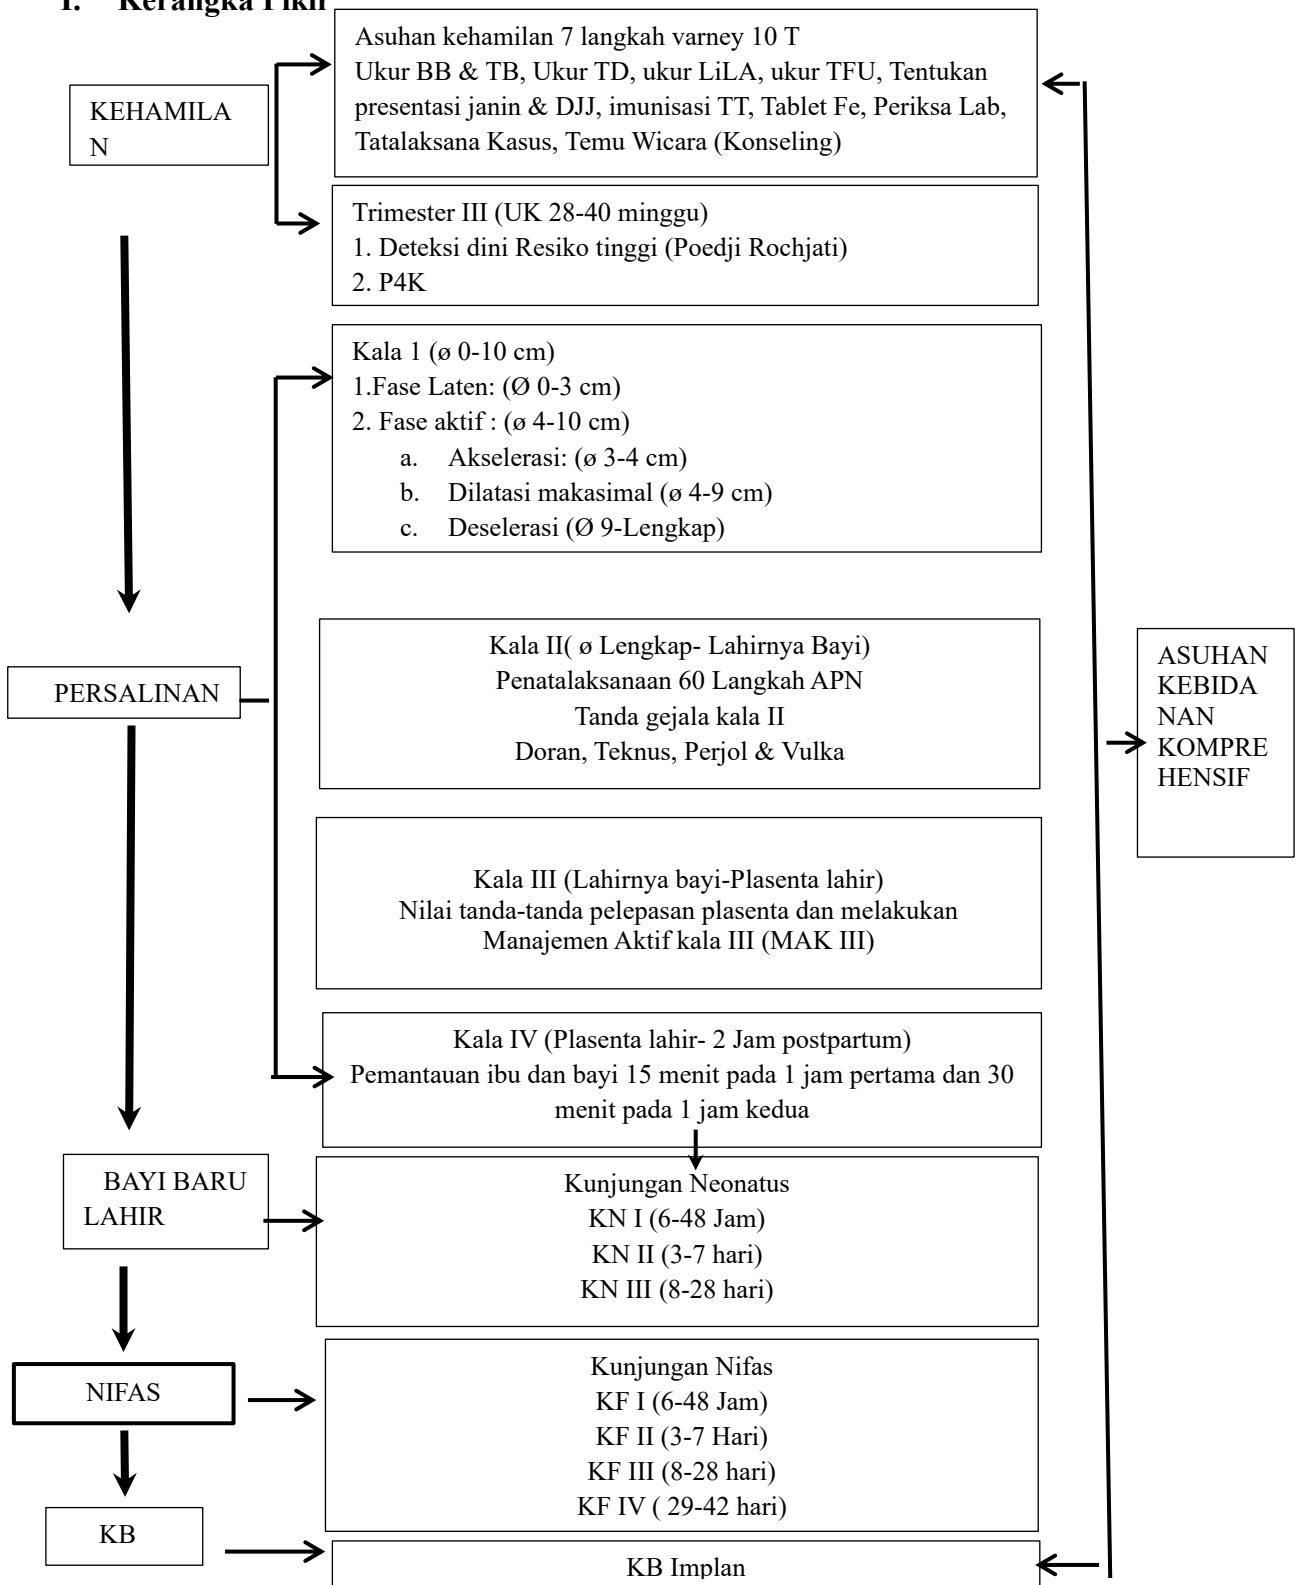 I. Kerangka Pikir
Asuhan kehamilan 7 langkah varney 10 T
Ukur BB & TB, Ukur TD, ukur LiLA, ukur TFU, Tentukan
presentasi janin & DJJ, imunisasi TT, Tablet Fe, Periksa Lab,
Tatalaksana Kasus, Temu Wicara (Konseling)
KEHAMILA
N
Trimester III (UK 28-40 minggu)
1. Deteksi dini Resiko tinggi (Poedji Rochjati)
2. P4K
Kala 1 (ø 0-10 cm)
1.Fase Laten: (Ø 0-3 cm)
2. Fase aktif : (ø 4-10 cm)
a. Akselerasi: (ø 3-4 cm)
b. Dilatasi makasimal (ø 4-9 cm)
c. Deselerasi (Ø 9-Lengkap)
Kala II( ø Lengkap- Lahirnya Bayi)
Penatalaksanaan 60 Langkah APN
Tanda gejala kala II
Doran, Teknus, Perjol & Vulka
PERSALINAN
ASUHAN
KEBIDA
NAN
KOMPRE
HENSIF
Kala III (Lahirnya bayi-Plasenta lahir)
Nilai tanda-tanda pelepasan plasenta dan melakukan
Manajemen Aktif kala III (MAK III)
Kala IV (Plasenta lahir- 2 Jam postpartum)
Pemantauan ibu dan bayi 15 menit pada 1 jam pertama dan 30
menit pada 1 jam kedua
BAYI BARU
LAHIR
Kunjungan Neonatus
KN I (6-48 Jam)
KN II (3-7 hari)
KN III (8-28 hari)
NIFAS
Kunjungan Nifas
KF I (6-48 Jam)
KF II (3-7 Hari)
KF III (8-28 hari)
KF IV ( 29-42 hari)
KB
KB Implan